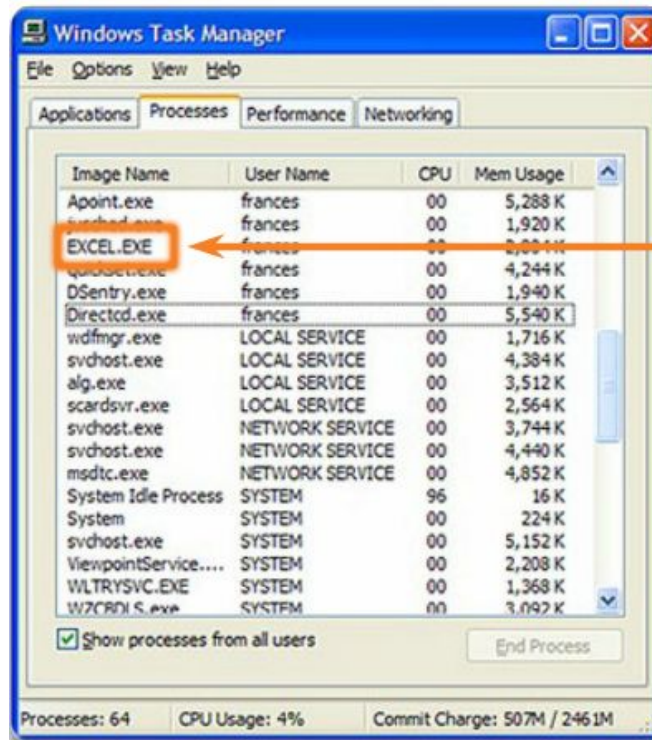 Windows Task Manager
File Options View Help
Applications Processes Performance Networking
Image Name User Name CPU Mem Usage
Apoint.exe frances 00 5,288 K
frances 00 1,920 K
EXCEL.EXE frances 00
frances 00 4,244 K
DSentry.exe frances 00 1,940 K
Directcd.exe frances 00 5,540 K
wdfmgr.exe LOCAL SERVICE 00 1,716 K
svchost.exe LOCAL SERVICE 00 4,384 K
alg.exe LOCAL SERVICE 00 3,512 K
scardsvr.exe LOCAL SERVICE 00 2,564 K
svchost.exe NETWORK SERVICE 00 3,744 K
svchost.exe NETWORK SERVICE 00 4,440 K
msdtc.exe NETWORK SERVICE 00 4,852 K
System Idle Process SYSTEM 96 16 K
System SYSTEM 00 224 K
svchost.exe SYSTEM 00 5,152 K
ViewpointService.... SYSTEM 00 2,208 K
WLTRYSVC.EXE SYSTEM 00 1,368 K
WZCBDLS.exe SYSTEM 00 3,092 K
Show processes from all users
End Process
Processes: 64 CPU Usage: 4% Commit Charge: 507M / 2461M